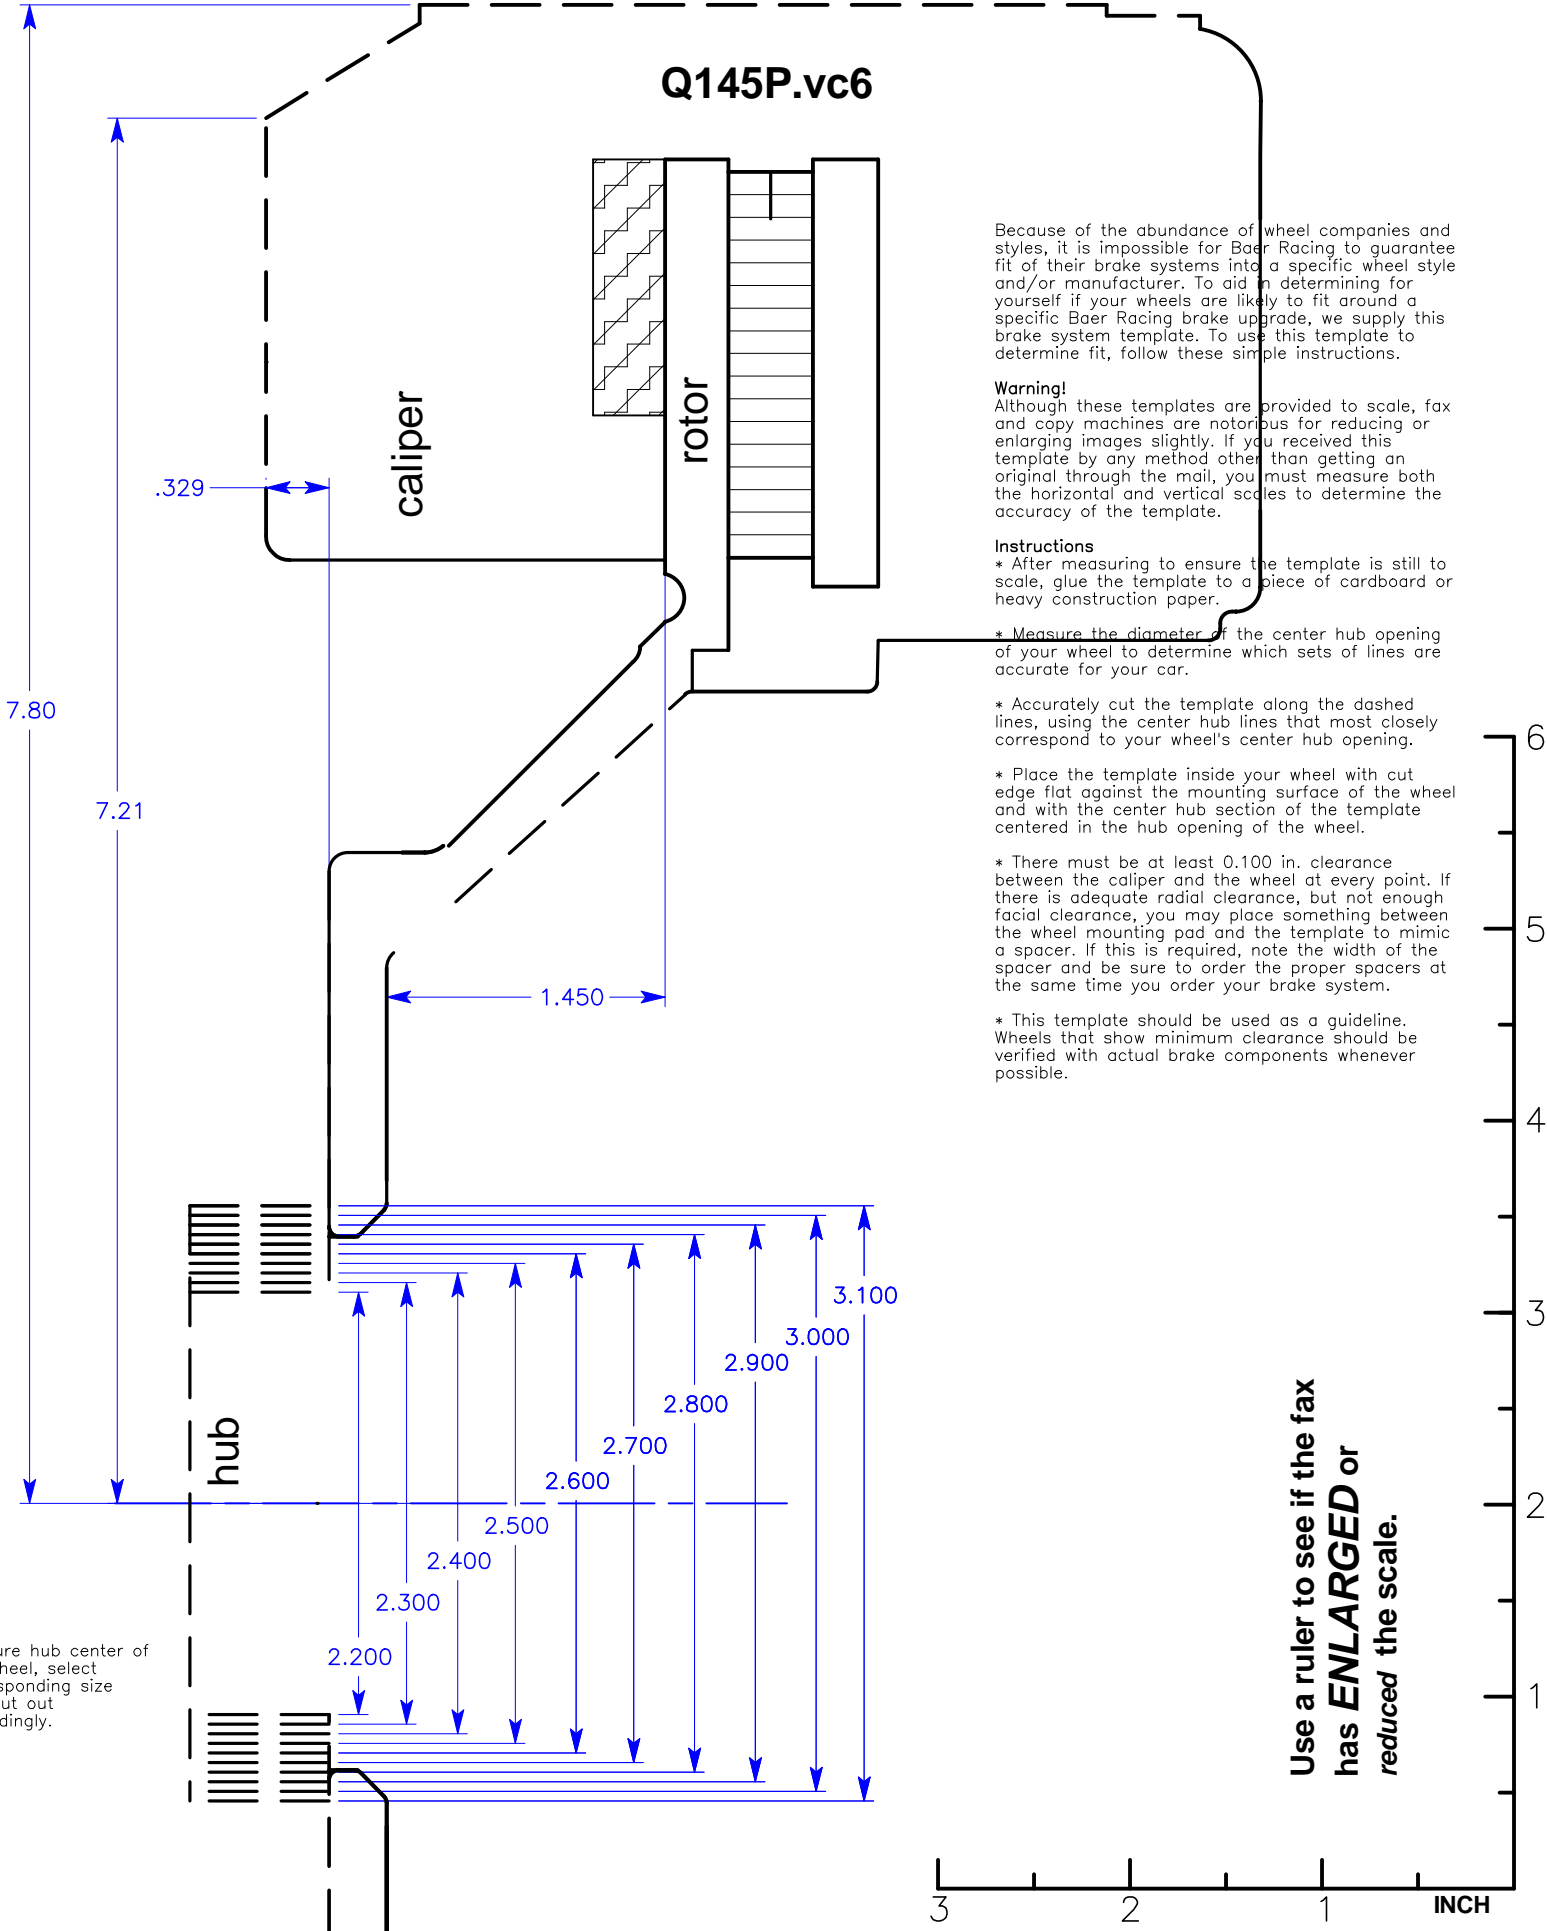 Q145P.vc6
caliper
rotor
hub
.329
7.80
7.21
1.450
3.100
3.000
2.900
2.800
2.700
2.600
2.500
2.400
2.300
2.200
Because of the abundance of wheel companies and
styles, it is impossible for Baer Racing to guarantee
fit of their brake systems into a specific wheel style
and/or manufacturer. To aid in determining for
yourself if your wheels are likely to fit around a
specific Baer Racing brake upgrade, we supply this
brake system template. To use this template to
determine fit, follow these simple instructions.
Warning!
Although these templates are provided to scale, fax
and copy machines are notorious for reducing or
enlarging images slightly. If you received this
template by any method other than getting an
original through the mail, you must measure both
the horizontal and vertical scales to determine the
accuracy of the template.
Instructions
* After measuring to ensure the template is still to
scale, glue the template to a piece of cardboard or
heavy construction paper.
* Measure the diameter of the center hub opening
of your wheel to determine which sets of lines are
accurate for your car.
* Accurately cut the template along the dashed
lines, using the center hub lines that most closely
correspond to your wheel's center hub opening.
* Place the template inside your wheel with cut
edge flat against the mounting surface of the wheel
and with the center hub section of the template
centered in the hub opening of the wheel.
* There must be at least 0.100 in. clearance
between the caliper and the wheel at every point. If
there is adequate radial clearance, but not enough
facial clearance, you may place something between
the wheel mounting pad and the template to mimic
a spacer. If this is required, note the width of the
spacer and be sure to order the proper spacers at
the same time you order your brake system.
* This template should be used as a guideline.
Wheels that show minimum clearance should be
verified with actual brake components whenever
possible.
ure hub center of
heel, select
sponding size
ut out
dingly.
Use a ruler to see if the fax
has ENLARGED or
reduced the scale.
6
5
4
3
2
1
3
2
1
INCH